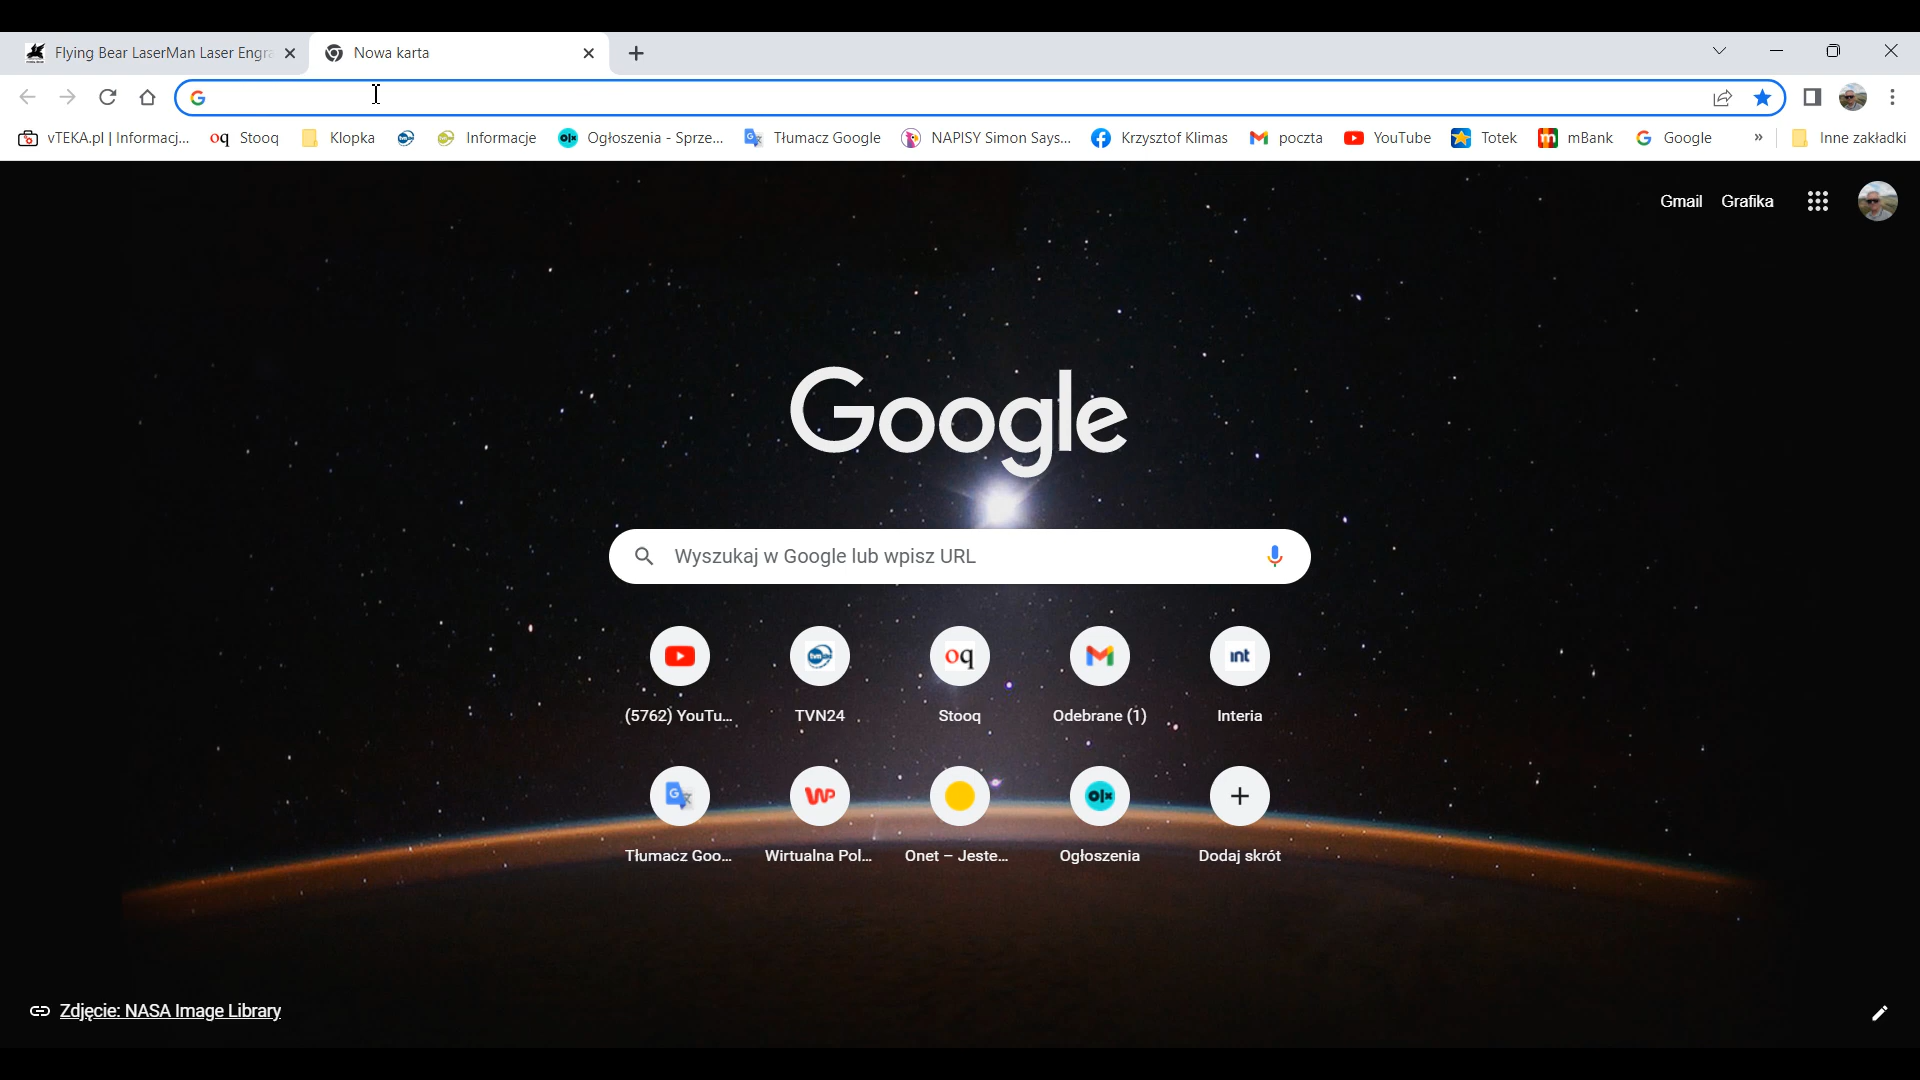 Flying Bear LaserMan Laser Engra
Nowa karta
vTEKA.pl | Informacj... Stooq Klopka Informacje Ogłoszenia - Sprze... Tłumacz Google NAPISY Simon Says... Krzysztof Klimas poczta YouTube Totek mBank Google » Inne zakładki
Gmail Grafika
Google
Wyszukaj w Google lub wpisz URL
(5762) YouTu... TVN24 Stooq Odebrane (1) Interia
Tłumacz Goo... Wirtualna Pol... Onet – Jeste... Ogłoszenia Dodaj skrót
Zdjęcie: NASA Image Library